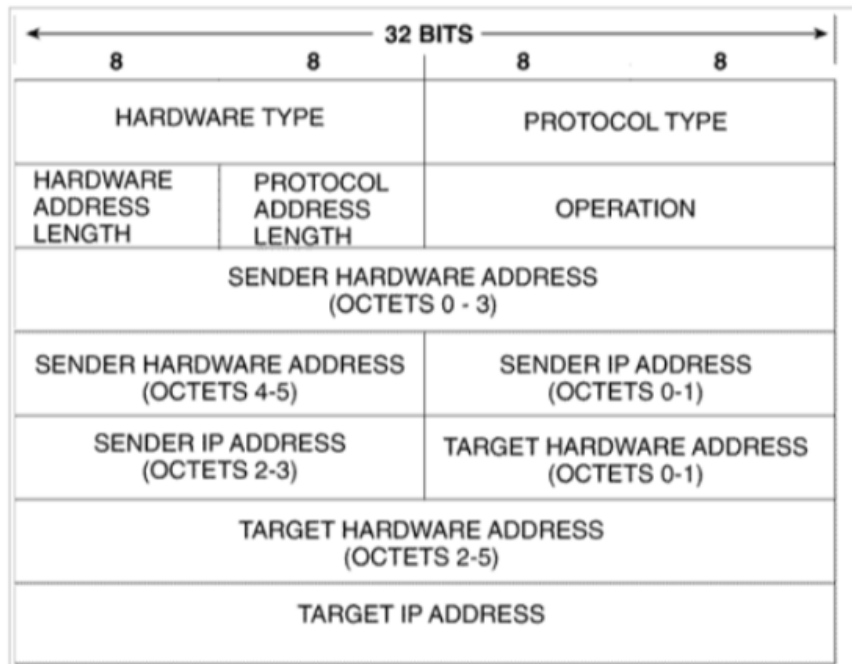 32 BITS
8 8 8 8
HARDWARE TYPE
PROTOCOL TYPE
HARDWARE
ADDRESS
LENGTH
PROTOCOL
ADDRESS
LENGTH
OPERATION
SENDER HARDWARE ADDRESS
(OCTETS 0 - 3)
SENDER HARDWARE ADDRESS
(OCTETS 4-5)
SENDER IP ADDRESS
(OCTETS 0-1)
SENDER IP ADDRESS
(OCTETS 2-3)
TARGET HARDWARE ADDRESS
(OCTETS 0-1)
TARGET HARDWARE ADDRESS
(OCTETS 2-5)
TARGET IP ADDRESS